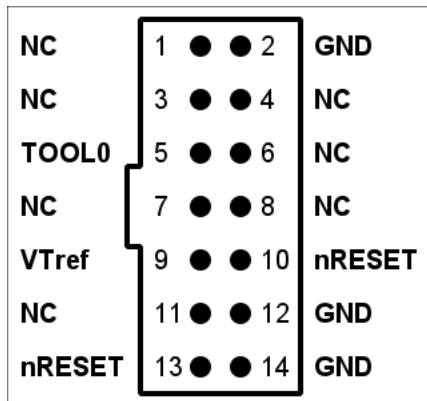 NC 1 2 GND
NC 3 4 NC
TOOL0 5 6 NC
NC 7 8 NC
VTref 9 10 nRESET
NC 11 12 GND
nRESET 13 14 GND